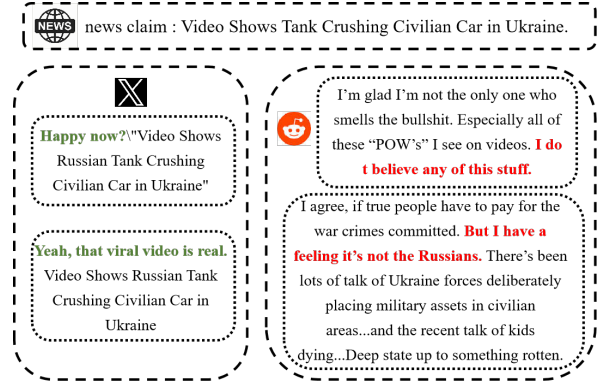 NEWS
news claim : Video Shows Tank Crushing Civilian Car in Ukraine.
X
Happy now?\"Video Shows
Russian Tank Crushing
Civilian Car in Ukraine"
Yeah, that viral video is real.
Video Shows Russian Tank
Crushing Civilian Car in
Ukraine
I'm glad I'm not the only one who
smells the bullshit. Especially all of
these “POW's” I see on videos. I do
t believe any of this stuff.
I agree, if true people have to pay for the
war crimes committed. But I have a
feeling it's not the Russians. There's been
lots of talk of Ukraine forces deliberately
placing military assets in civilian
areas...and the recent talk of kids
dying...Deep state up to something rotten.